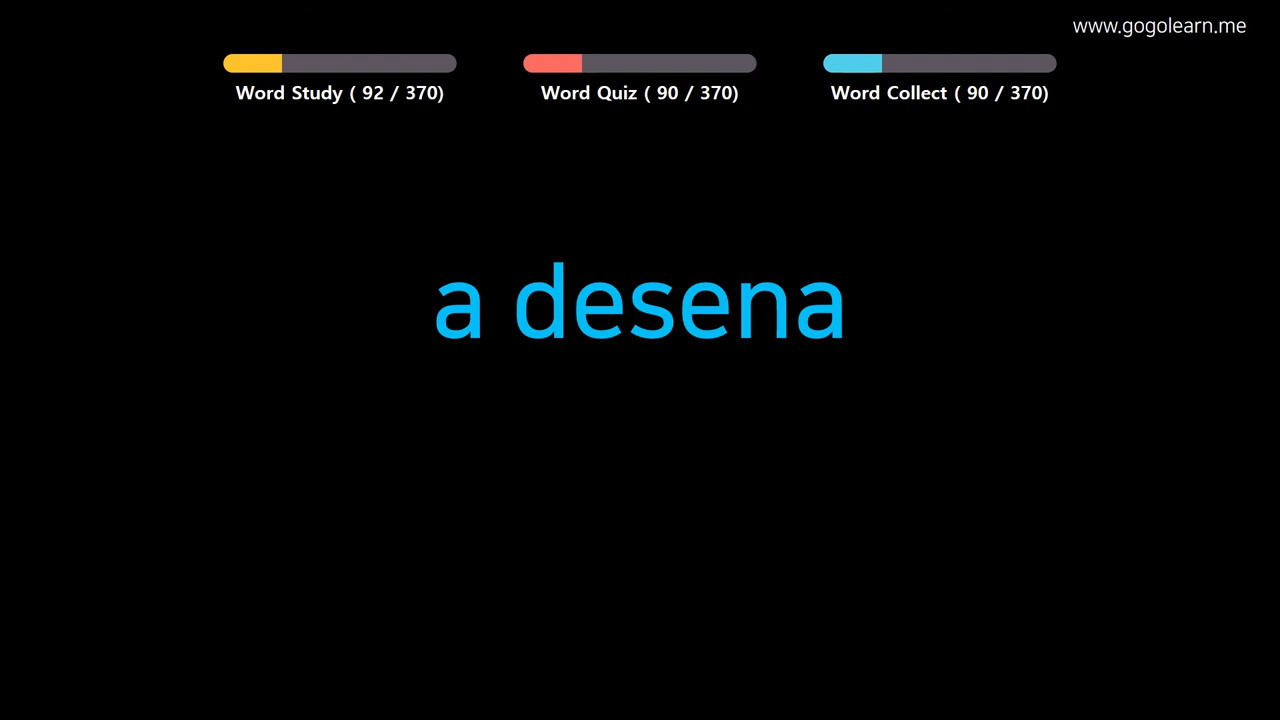 www.gogolearn.me
Word Study ( 92 / 370)
Word Quiz ( 90 / 370)
Word Collect ( 90 / 370)
a desena